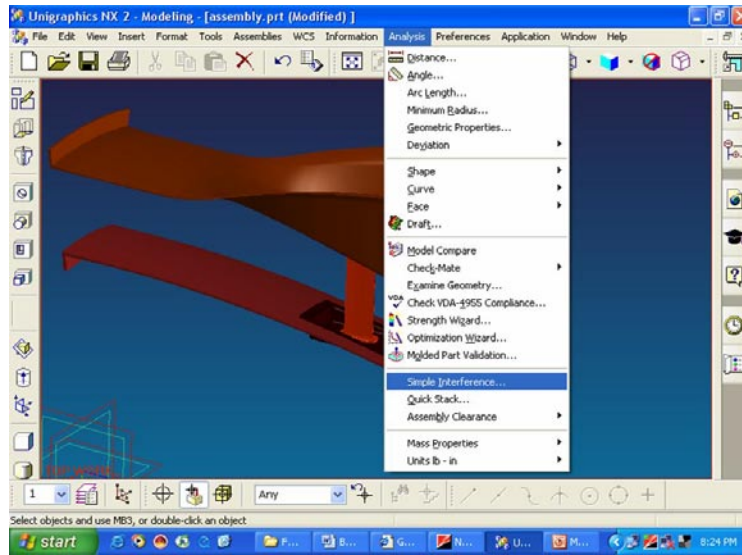 Unigraphics NX 2 - Modeling - [assembly.prt (Modified) ]
File Edit View Insert Format Tools Assemblies WCS Information Analysis Preferences Application Window Help
Distance...
Angle...
Arc Length...
Minimum Radius...
Geometric Properties...
Deviation
Shape
Curve
Face
Draft...
Model Compare
Check-Mate
Examine Geometry...
VDA Check VDA-4955 Compliance...
Strength Wizard...
Optimization Wizard...
Molded Part Validation...
Simple Interference...
Quick Stack...
Assembly Clearance
Mass Properties
Units lb - in
1
Any
Select objects and use MB3, or double-click an object
start
F...
B...
G...
N...
U...
M...
8:24 PM